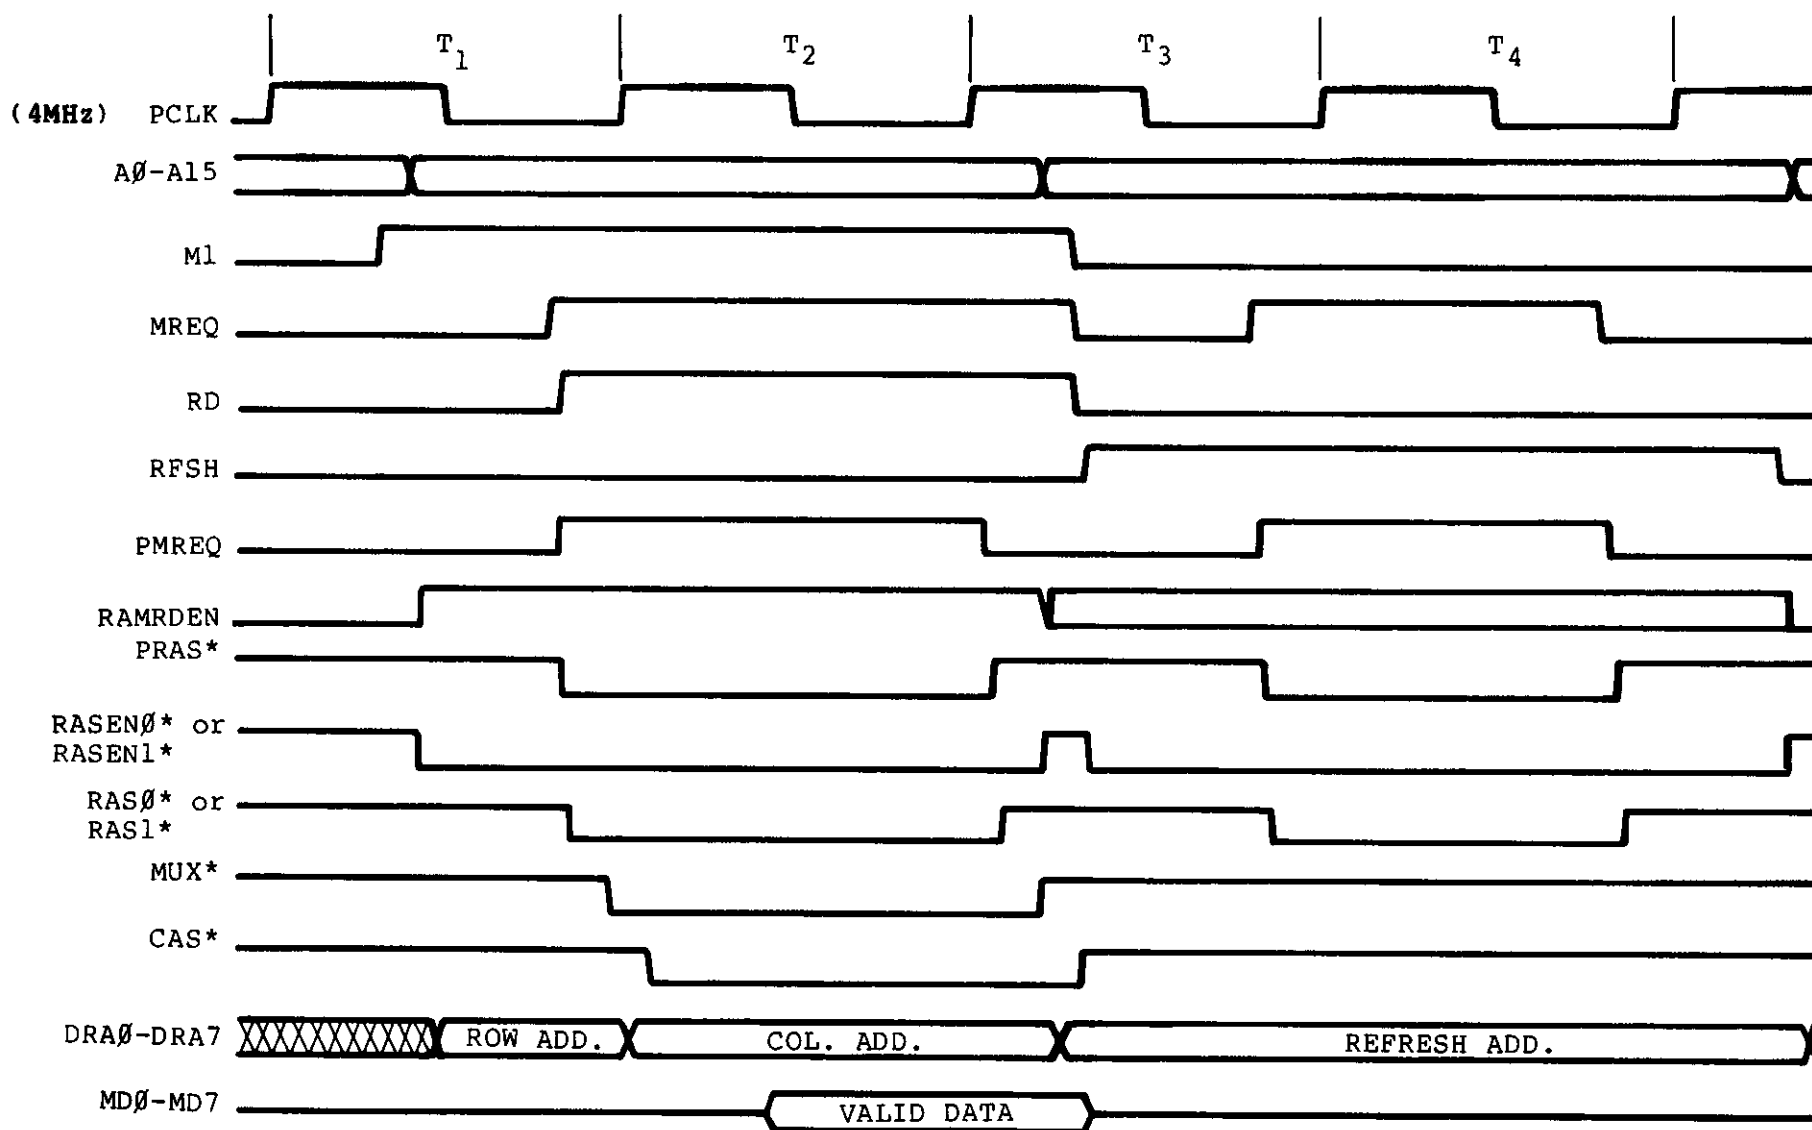 T1 T2 T3 T4
(4MHz) PCLK
AØ-A15
M1
MREQ
RD
RFSH
PMREQ
RAMRDEN
PRAS*
RASENØ* or
RASEN1*
RASØ* or
RAS1*
MUX*
CAS*
DRAØ-DRA7 ROW ADD. COL. ADD. REFRESH ADD.
MDØ-MD7 VALID DATA